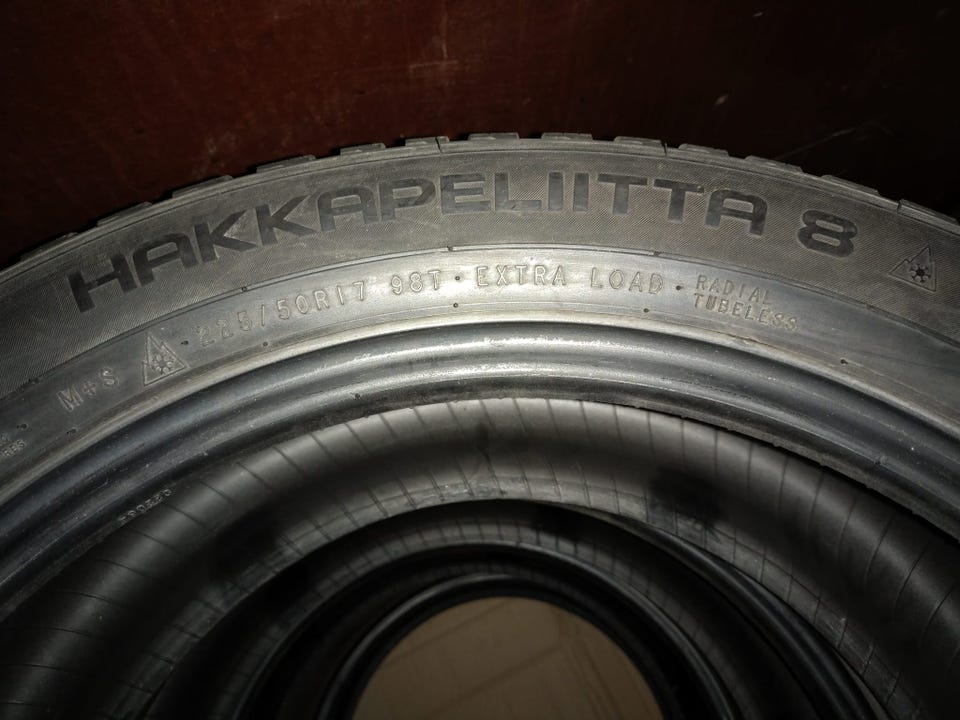 HAKKAPELIITTA 8
M+S 225/50R17 98T · EXTRA LOAD · RADIAL
TUBELESS